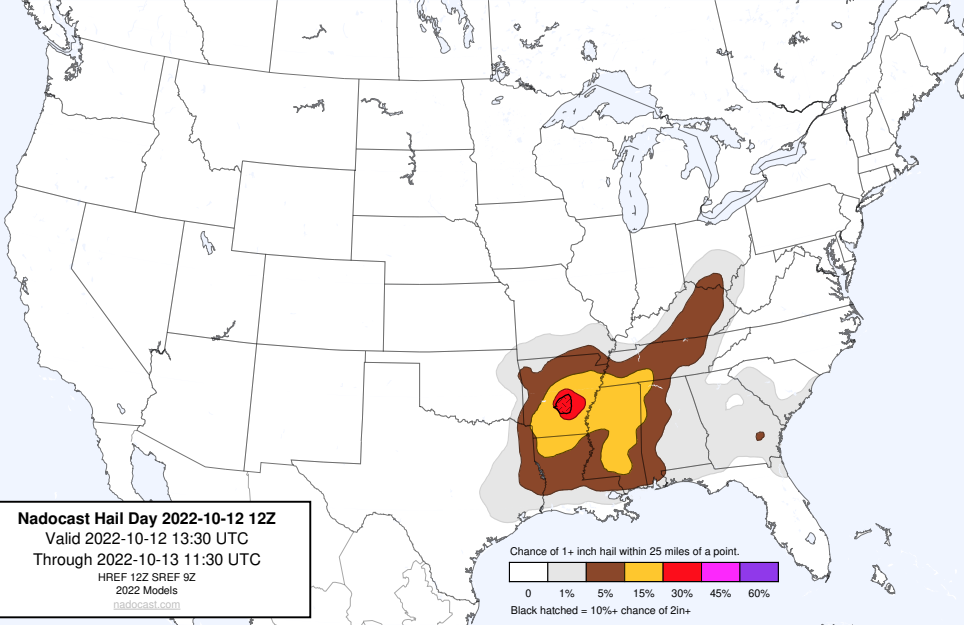 Nadocast Hail Day 2022-10-12 12Z
Valid 2022-10-12 13:30 UTC
Through 2022-10-13 11:30 UTC
HREF 12Z SREF 9Z
2022 Models
nadocast.com
Chance of 1+ inch hail within 25 miles of a point.
0 1% 5% 15% 30% 45% 60%
Black hatched = 10%+ chance of 2in+